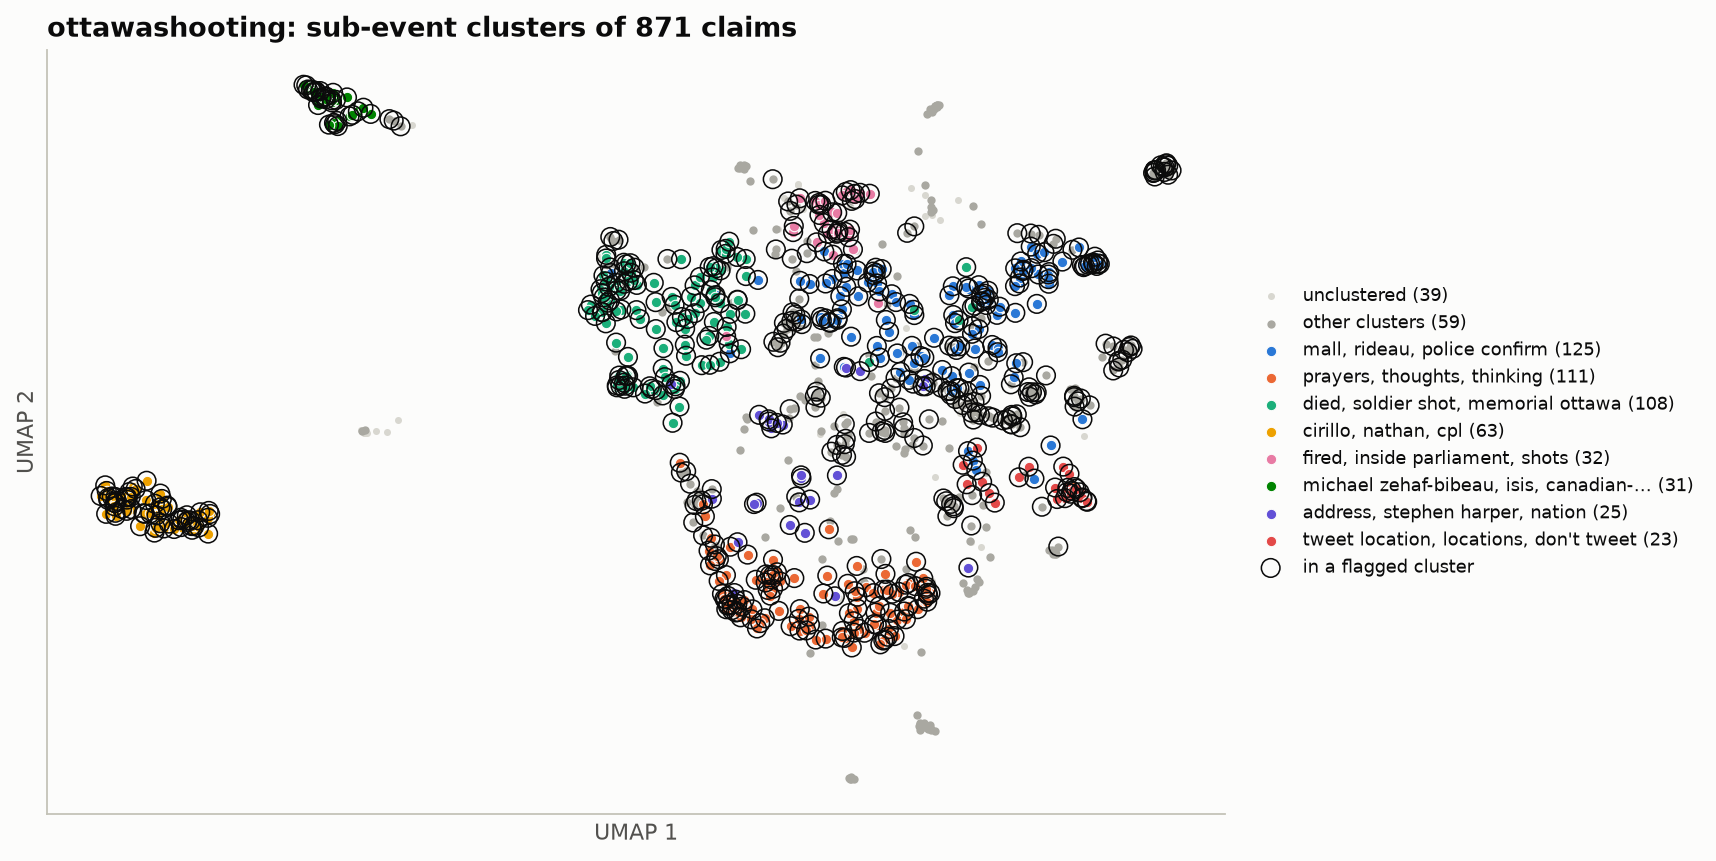 ottawashooting: sub-event clusters of 871 claims
UMAP 2
UMAP 1
unclustered (39)
other clusters (59)
mall, rideau, police confirm (125)
prayers, thoughts, thinking (111)
died, soldier shot, memorial ottawa (108)
cirillo, nathan, cpl (63)
fired, inside parliament, shots (32)
michael zehaf-bibeau, isis, canadian-... (31)
address, stephen harper, nation (25)
tweet location, locations, don't tweet (23)
in a flagged cluster